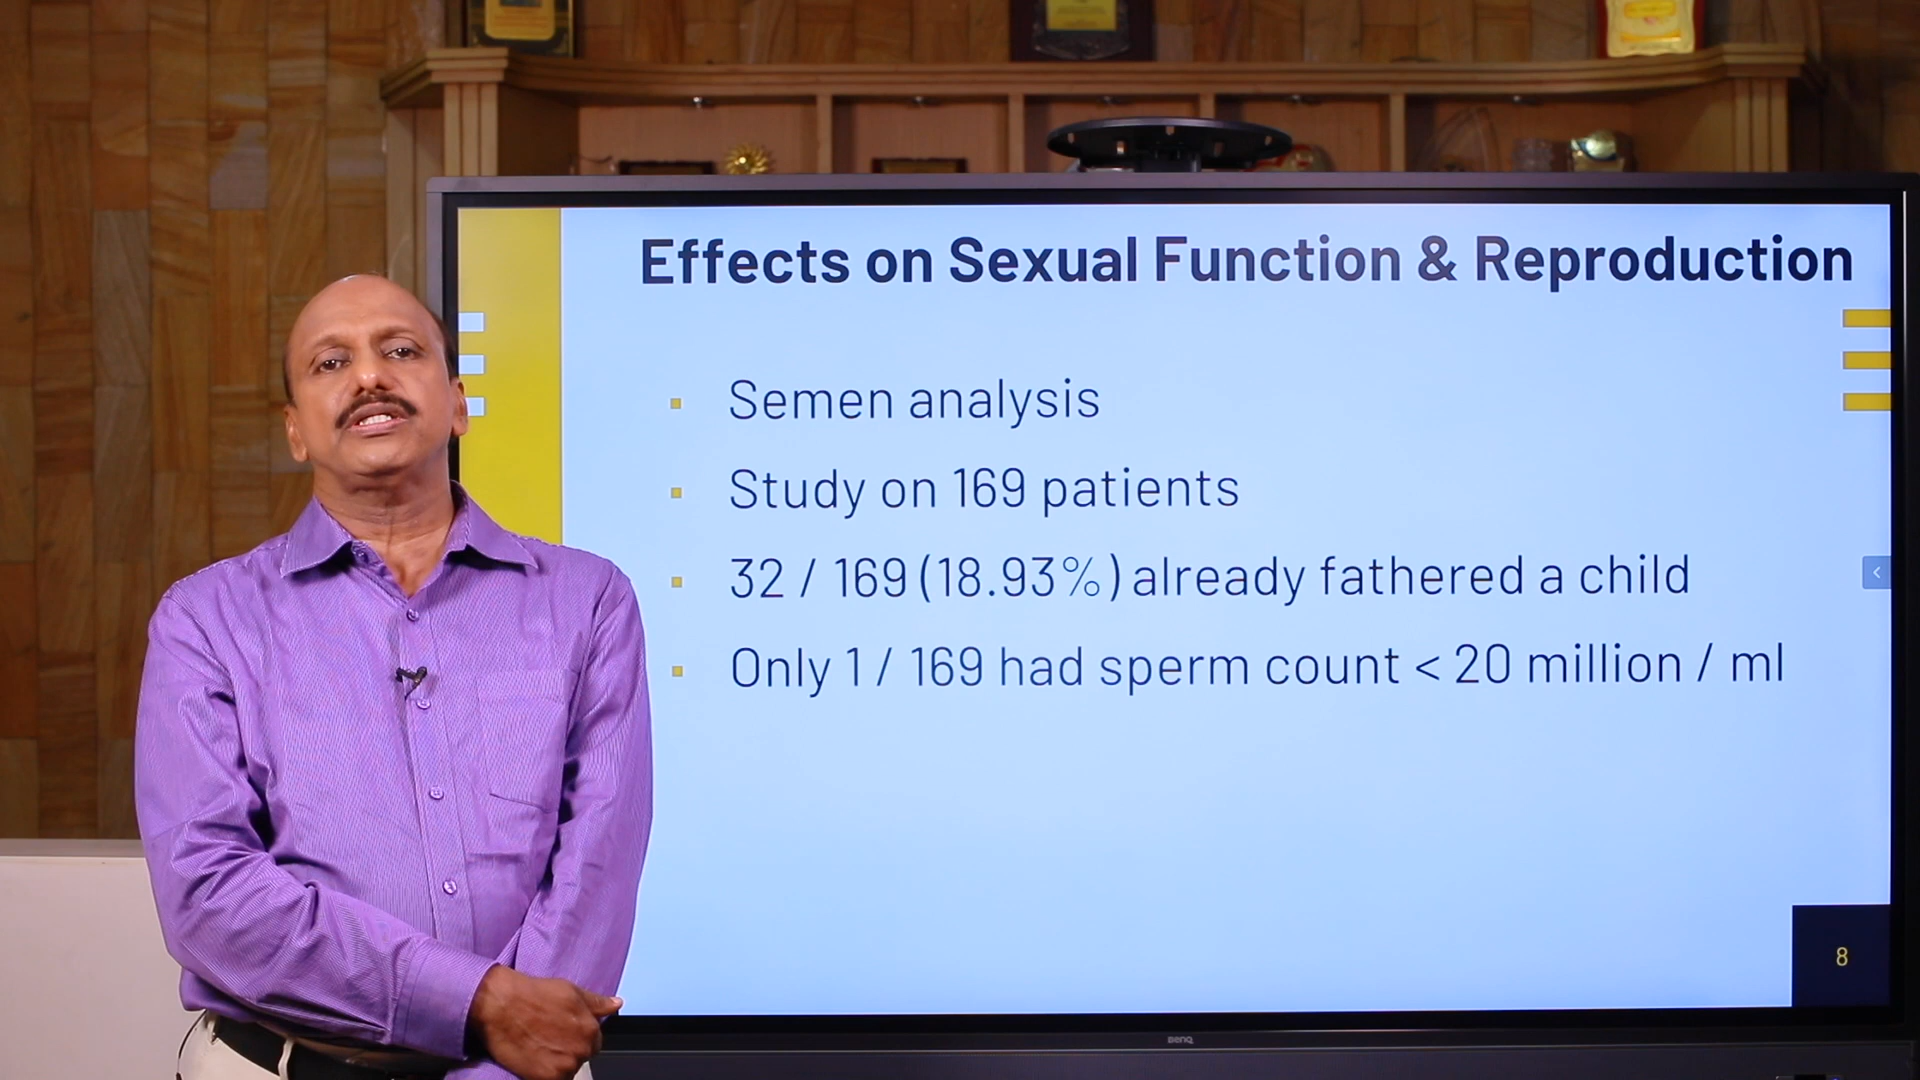 Effects on Sexual Function & Reproduction
Semen analysis
Study on 169 patients
32 / 169 (18.93%) already fathered a child
Only 1 / 169 had sperm count < 20 million / ml
8
BenQ